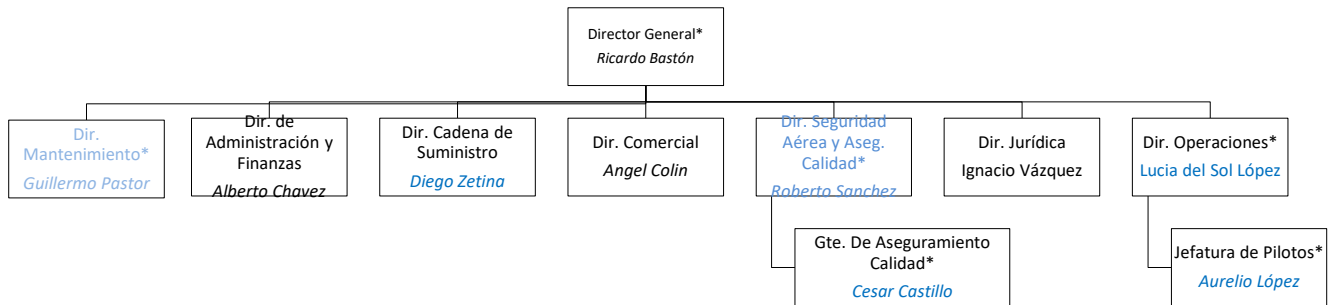 Director General*
Ricardo Bastón
Dir.
Mantenimiento*
Guillermo Pastor
Dir. de
Administración y
Finanzas
Alberto Chavez
Dir. Cadena de
Suministro
Diego Zetina
Dir. Comercial
Angel Colin
Dir. Seguridad
Aérea y Aseg.
Calidad*
Roberto Sanchez
Dir. Jurídica
Ignacio Vázquez
Dir. Operaciones*
Lucia del Sol López
Gte. De Aseguramiento
Calidad*
Cesar Castillo
Jefatura de Pilotos*
Aurelio López